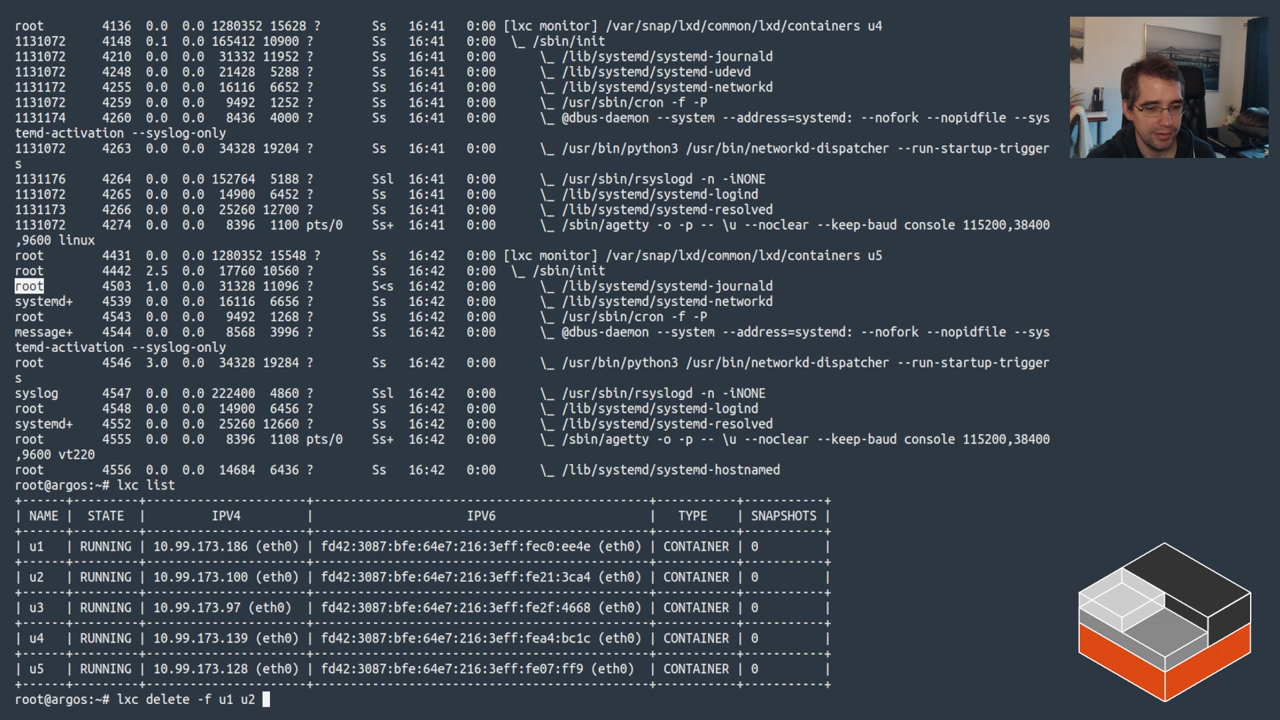 root 4136 0.0 0.0 1280352 15628 ? Ss 16:41 0:00 [lxc monitor] /var/snap/lxd/common/lxd/containers u4
1131072 4148 0.1 0.0 165412 10900 ? Ss 16:41 0:00 \_ /sbin/init
1131072 4210 0.0 0.0 31332 11952 ? Ss 16:41 0:00 \_ /lib/systemd/systemd-journald
1131072 4248 0.0 0.0 21428 5288 ? Ss 16:41 0:00 \_ /lib/systemd/systemd-udevd
1131172 4255 0.0 0.0 16116 6652 ? Ss 16:41 0:00 \_ /lib/systemd/systemd-networkd
1131072 4259 0.0 0.0 9492 1252 ? Ss 16:41 0:00 \_ /usr/sbin/cron -f -P
1131174 4260 0.0 0.0 8436 4000 ? Ss 16:41 0:00 \_ @dbus-daemon --system --address=systemd: --nofork --nopidfile --sys
temd-activation --syslog-only
1131072 4263 0.0 0.0 34328 19204 ? Ss 16:41 0:00 \_ /usr/bin/python3 /usr/bin/networkd-dispatcher --run-startup-trigger
s
1131176 4264 0.0 0.0 152764 5188 ? Ssl 16:41 0:00 \_ /usr/sbin/rsyslogd -n -iNONE
1131072 4265 0.0 0.0 14900 6452 ? Ss 16:41 0:00 \_ /lib/systemd/systemd-logind
1131173 4266 0.0 0.0 25260 12700 ? Ss 16:41 0:00 \_ /lib/systemd/systemd-resolved
1131072 4274 0.0 0.0 8396 1100 pts/0 Ss+ 16:41 0:00 \_ /sbin/agetty -o -p -- \u --noclear --keep-baud console 115200,38400
,9600 linux
root 4431 0.0 0.0 1280352 15548 ? Ss 16:42 0:00 [lxc monitor] /var/snap/lxd/common/lxd/containers u5
root 4442 2.5 0.0 17760 10560 ? Ss 16:42 0:00 \_ /sbin/init
root 4503 1.0 0.0 31328 11096 ? S<s 16:42 0:00 \_ /lib/systemd/systemd-journald
systemd+ 4539 0.0 0.0 16116 6656 ? Ss 16:42 0:00 \_ /lib/systemd/systemd-networkd
root 4543 0.0 0.0 9492 1268 ? Ss 16:42 0:00 \_ /usr/sbin/cron -f -P
message+ 4544 0.0 0.0 8568 3996 ? Ss 16:42 0:00 \_ @dbus-daemon --system --address=systemd: --nofork --nopidfile --sys
temd-activation --syslog-only
root 4546 3.0 0.0 34328 19284 ? Ss 16:42 0:00 \_ /usr/bin/python3 /usr/bin/networkd-dispatcher --run-startup-trigger
s
syslog 4547 0.0 0.0 222400 4860 ? Ssl 16:42 0:00 \_ /usr/sbin/rsyslogd -n -iNONE
root 4548 0.0 0.0 14900 6456 ? Ss 16:42 0:00 \_ /lib/systemd/systemd-logind
systemd+ 4552 0.0 0.0 25260 12660 ? Ss 16:42 0:00 \_ /lib/systemd/systemd-resolved
root 4555 0.0 0.0 8396 1108 pts/0 Ss+ 16:42 0:00 \_ /sbin/agetty -o -p -- \u --noclear --keep-baud console 115200,38400
,9600 vt220
root 4556 0.0 0.0 14684 6436 ? Ss 16:42 0:00 \_ /lib/systemd/systemd-hostnamed
root@argos:~# lxc list
| NAME | STATE | IPV4 | IPV6 | TYPE | SNAPSHOTS |
| u1 | RUNNING | 10.99.173.186 (eth0) | fd42:3087:bfe:64e7:216:3eff:fec0:ee4e (eth0) | CONTAINER | 0 |
| u2 | RUNNING | 10.99.173.100 (eth0) | fd42:3087:bfe:64e7:216:3eff:fe21:3ca4 (eth0) | CONTAINER | 0 |
| u3 | RUNNING | 10.99.173.97 (eth0) | fd42:3087:bfe:64e7:216:3eff:fe2f:4668 (eth0) | CONTAINER | 0 |
| u4 | RUNNING | 10.99.173.139 (eth0) | fd42:3087:bfe:64e7:216:3eff:fea4:bc1c (eth0) | CONTAINER | 0 |
| u5 | RUNNING | 10.99.173.128 (eth0) | fd42:3087:bfe:64e7:216:3eff:fe07:ff9 (eth0) | CONTAINER | 0 |
root@argos:~# lxc delete -f u1 u2